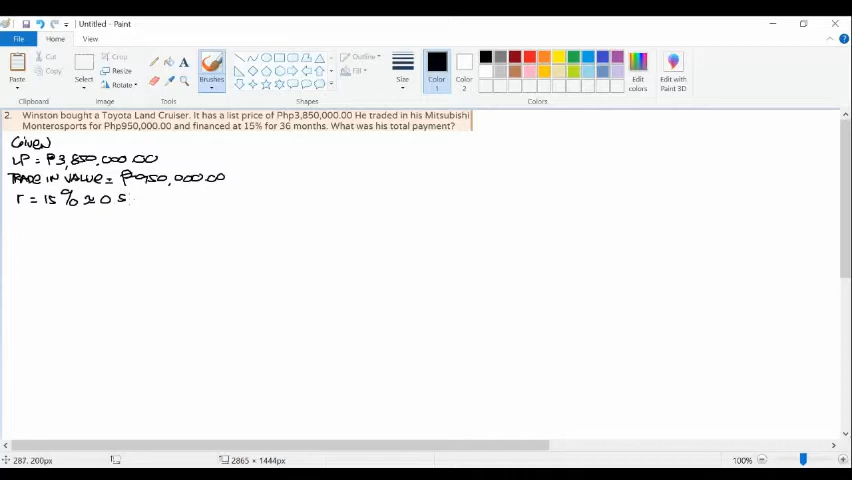 Untitled - Paint
File Home View
Paste
Cut
Copy
Clipboard
Select
Crop
Resize
Rotate
Image
Tools
Brushes
Outline
Fill
Shapes
Size
Color 1
Color 2
Colors
Edit colors
Edit with Paint 3D
2. Winston bought a Toyota Land Cruiser. It has a list price of Php3,850,000.00 He traded in his Mitsubishi
Monterosports for Php950,000.00 and financed at 15% for 36 months. What was his total payment?
GIVEN
LP = ₱3,850,000.00
TRADE IN VALUE = ₱950,000.00
r = 15% ≈ 0 5
287, 200px
2865 × 1444px
100%